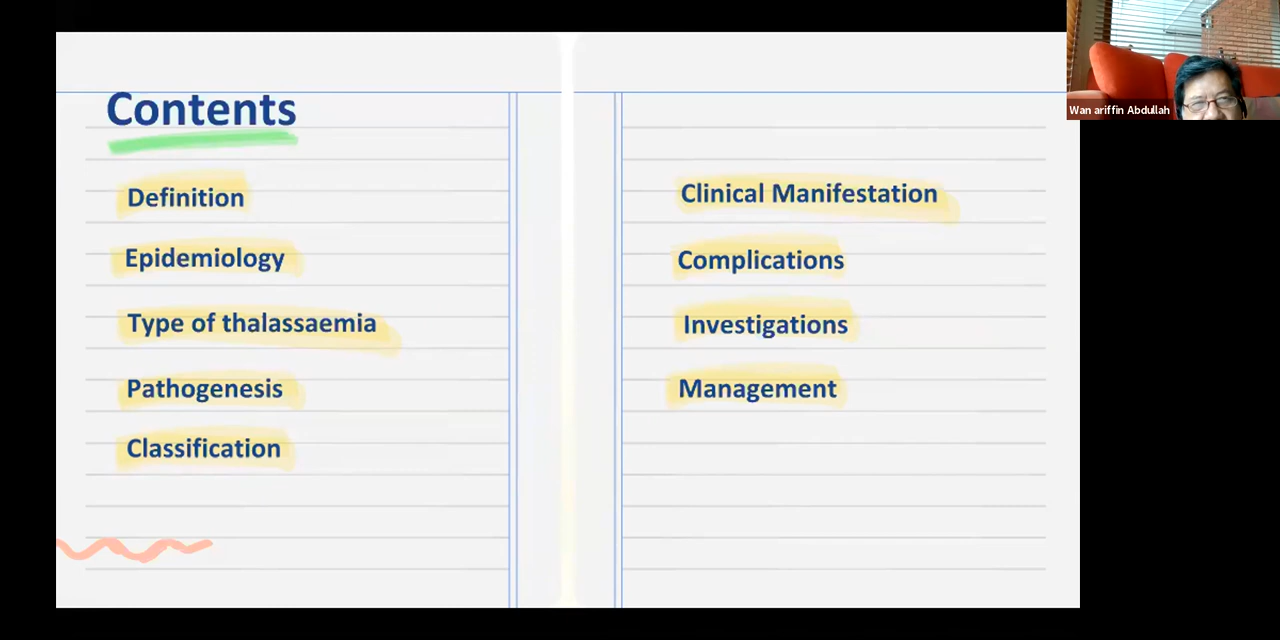 Contents
Definition
Epidemiology
Type of thalassaemia
Pathogenesis
Classification
Clinical Manifestation
Complications
Investigations
Management
Wan ariffin Abdullah